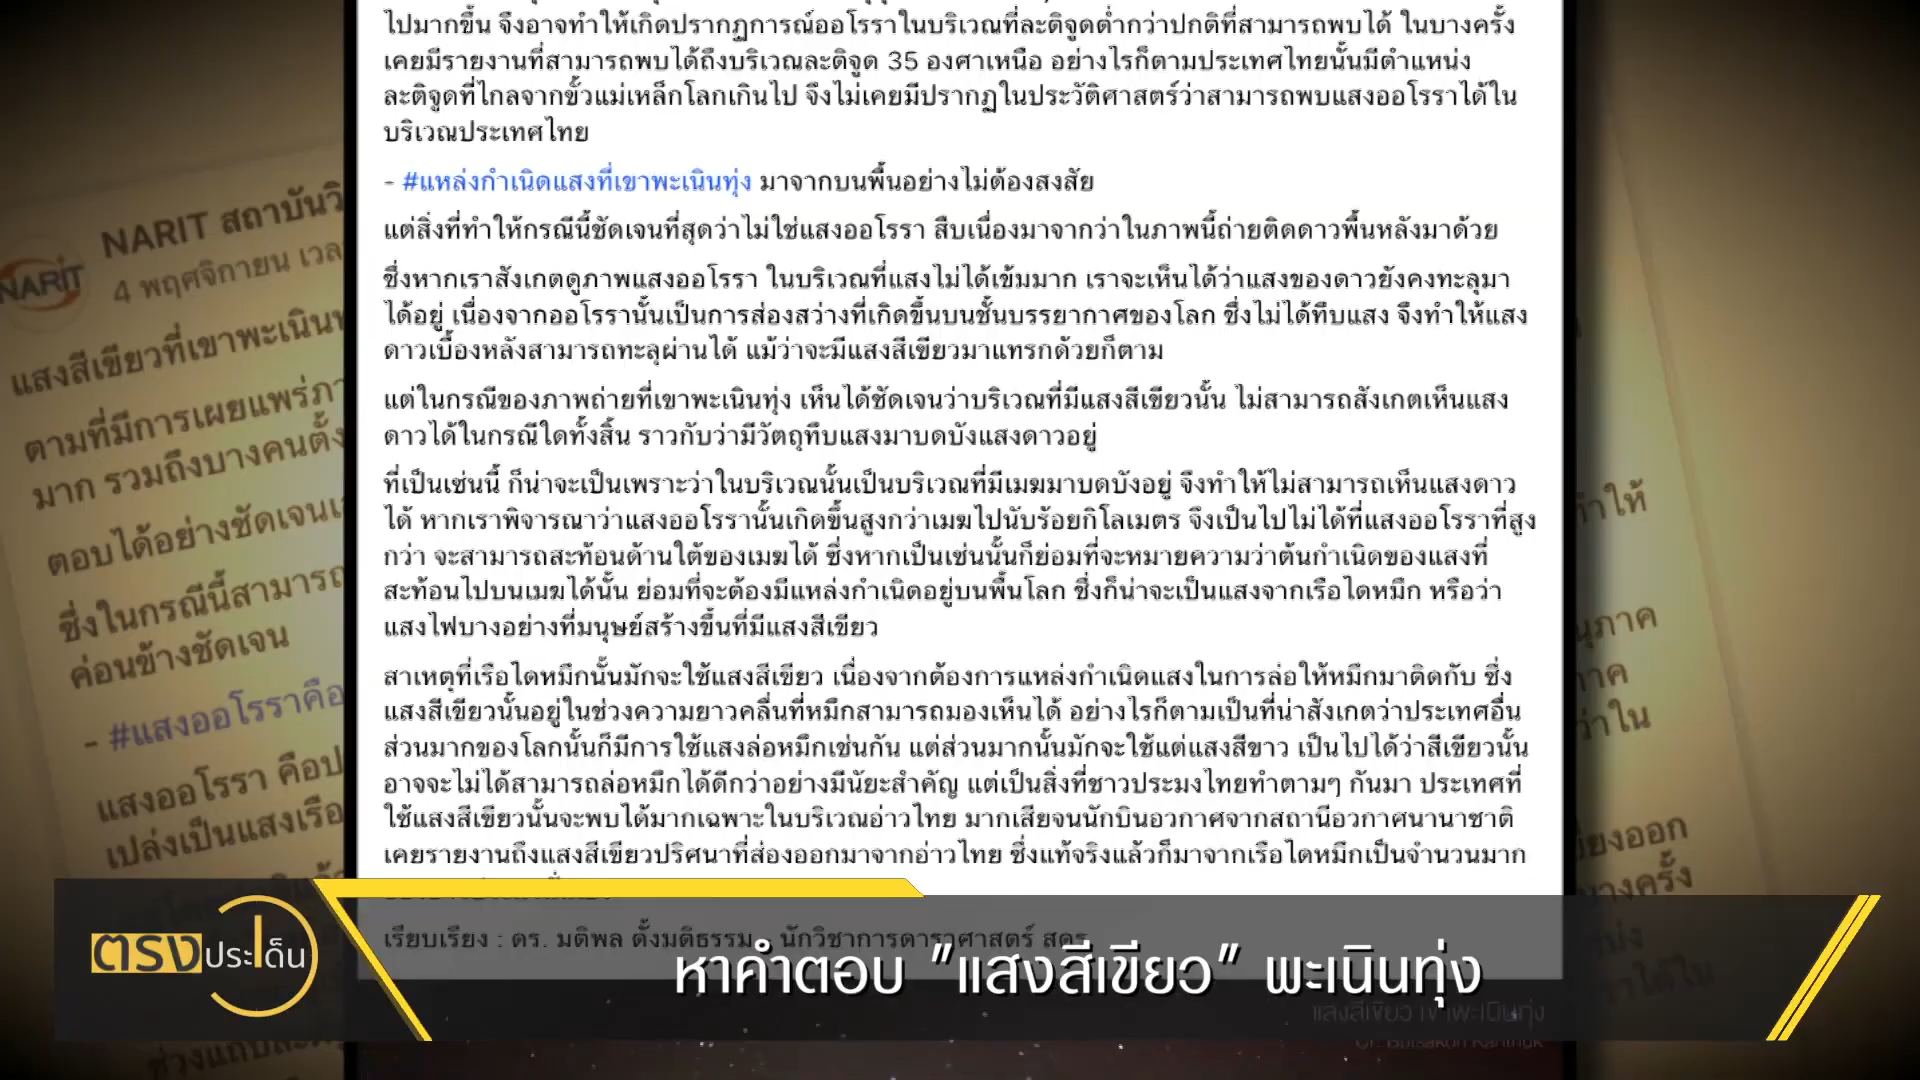 ไปมากขึ้น จึงอาจทำให้เกิดปรากฏการณ์ออโรราในบริเวณที่ละติจูดต่ำกว่าปกติที่สามารถพบได้ ในบางครั้ง
เคยมีรายงานที่สามารถพบได้ถึงบริเวณละติจูด 35 องศาเหนือ อย่างไรก็ตามประเทศไทยนั้นมีตำแหน่ง
ละติจูดที่ไกลจากขั้วแม่เหล็กโลกเกินไป จึงไม่เคยมีปรากฏในประวัติศาสตร์ว่าสามารถพบแสงออโรราได้ใน
บริเวณประเทศไทย
- #แหล่งกำเนิดแสงที่เขาพะเนินทุ่ง มาจากบนพื้นอย่างไม่ต้องสงสัย
แต่สิ่งที่ทำให้กรณีนี้ชัดเจนที่สุดว่าไม่ใช่แสงออโรรา สืบเนื่องมาจากว่าในภาพนี้ถ่ายติดดาวพื้นหลังมาด้วย
ซึ่งหากเราสังเกตดูภาพแสงออโรรา ในบริเวณที่แสงไม่ได้เข้มมาก เราจะเห็นได้ว่าแสงของดาวยังคงทะลุมา
ได้อยู่ เนื่องจากออโรรานั้นเป็นการส่องสว่างที่เกิดขึ้นบนชั้นบรรยากาศของโลก ซึ่งไม่ได้ทึบแสง จึงทำให้แสง
ดาวเบื้องหลังสามารถทะลุผ่านได้ แม้ว่าจะมีแสงสีเขียวมาแทรกด้วยก็ตาม
แต่ในกรณีของภาพถ่ายที่เขาพะเนินทุ่ง เห็นได้ชัดเจนว่าบริเวณที่มีแสงสีเขียวนั้น ไม่สามารถสังเกตเห็นแสง
ดาวได้ในกรณีใดทั้งสิ้น ราวกับว่ามีวัตถุทึบแสงมาบดบังแสงดาวอยู่
ที่เป็นเช่นนี้ ก็น่าจะเป็นเพราะว่าในบริเวณนั้นเป็นบริเวณที่มีเมฆมาบดบังอยู่ จึงทำให้ไม่สามารถเห็นแสงดาว
ได้ หากเราพิจารณาว่าแสงออโรรานั้นเกิดขึ้นสูงกว่าเมฆไปนับร้อยกิโลเมตร จึงเป็นไปไม่ได้ที่แสงออโรราที่สูง
กว่า จะสามารถสะท้อนด้านใต้ของเมฆได้ ซึ่งหากเป็นเช่นนั้นก็ย่อมที่จะหมายความว่าต้นกำเนิดของแสงที่
สะท้อนไปบนเมฆได้นั้น ย่อมที่จะต้องมีแหล่งกำเนิดอยู่บนพื้นโลก ซึ่งก็น่าจะเป็นแสงจากเรือไดหมึก หรือว่า
แสงไฟบางอย่างที่มนุษย์สร้างขึ้นที่มีแสงสีเขียว
สาเหตุที่เรือไดหมึกนั้นมักจะใช้แสงสีเขียว เนื่องจากต้องการแหล่งกำเนิดแสงในการล่อให้หมึกมาติดกับ ซึ่ง
แสงสีเขียวนั้นอยู่ในช่วงความยาวคลื่นที่หมึกสามารถมองเห็นได้ อย่างไรก็ตามเป็นที่น่าสังเกตว่าประเทศอื่น
ส่วนมากของโลกนั้นก็มีการใช้แสงล่อหมึกเช่นกัน แต่ส่วนมากนั้นมักจะใช้แต่แสงสีขาว เป็นไปได้ว่าสีเขียวนั้น
อาจจะไม่ได้สามารถล่อหมึกได้ดีกว่าอย่างมีนัยะสำคัญ แต่เป็นสิ่งที่ชาวประมงไทยทำตามๆ กันมา ประเทศที่
ใช้แสงสีเขียวนั้นจะพบได้มากเฉพาะในบริเวณอ่าวไทย มากเสียจนนักบินอวกาศจากสถานีอวกาศนานาชาติ
เคยรายงานถึงแสงสีเขียวปริศนาที่ส่องออกมาจากอ่าวไทย ซึ่งแท้จริงแล้วก็มาจากเรือไดหมึกเป็นจำนวนมาก
เรียบเรียง : ดร. มติพล ตั้งมติธรรม - นักวิชาการดาราศาสตร์ สดร.
NARIT สถาบันวิ
4 พฤศจิกายน เวล
NARIT
แสงสีเขียวที่เขาพะเนิน
ตามที่มีการเผยแพร่ภา
มาก รวมถึงบางคนตั้ง
ตอบได้อย่างชัดเจน
ซึ่งในกรณีนี้สามารถ
ค่อนข้างชัดเจน
- #แสงออโรราคือ
แสงออโรรา คือป
เปล่งเป็นแสงเรือ
ตรงประเด็น
หาคำตอบ "แสงสีเขียว" พะเนินทุ่ง
แสงสีเขียว เขาพะเนินทุ่ง